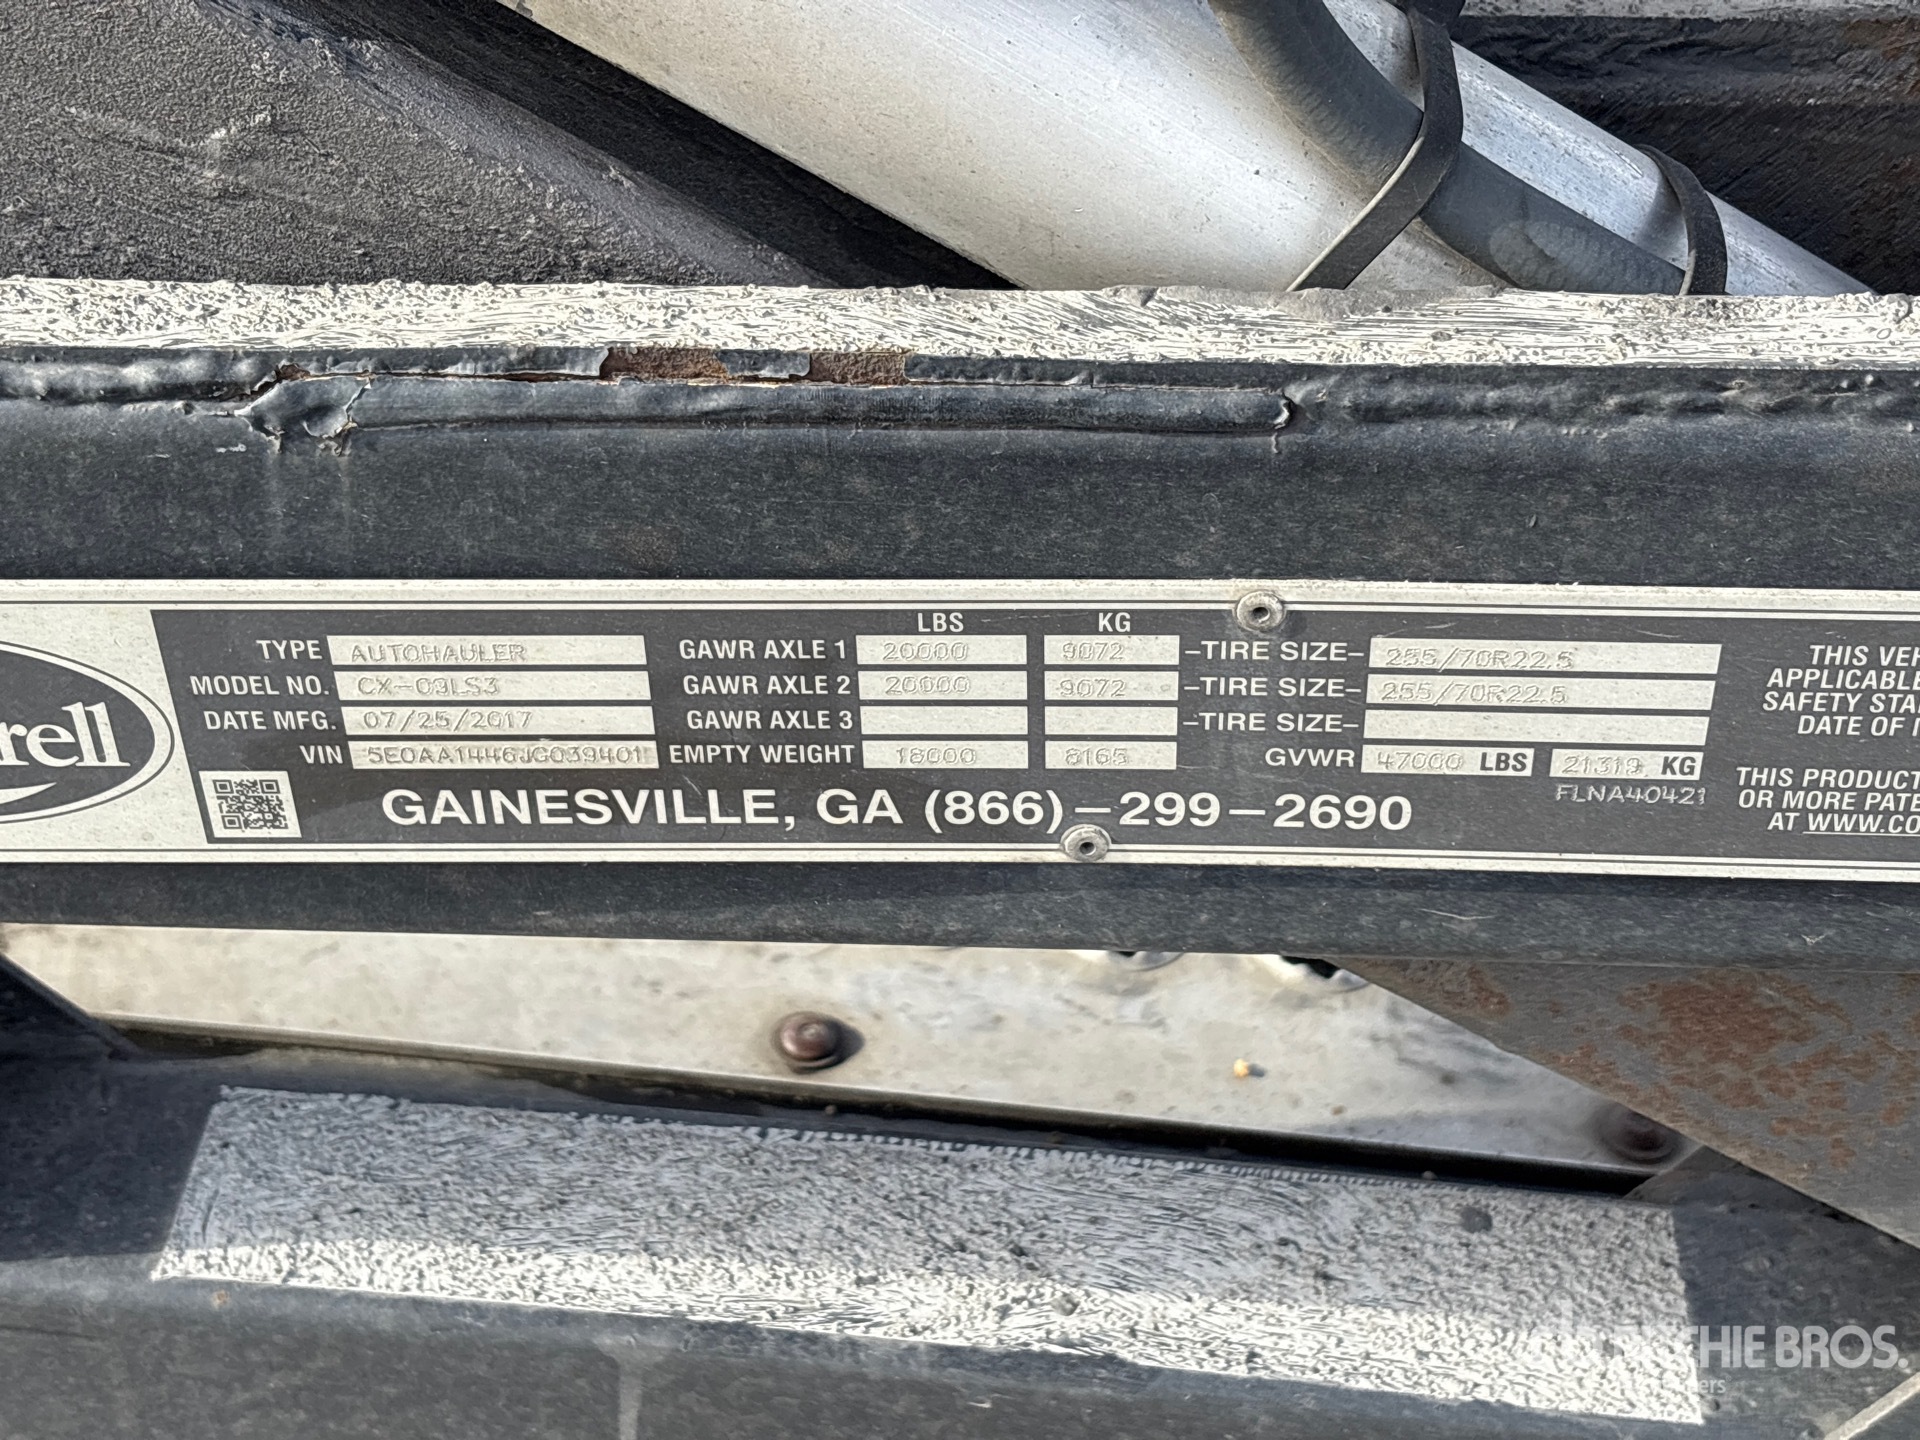 rell
LBS KG
TYPE AUTOHAULER GAWR AXLE 1 20000 9072 –TIRE SIZE– 255/70R22.5
MODEL NO. CX-09LS3 GAWR AXLE 2 20000 9072 –TIRE SIZE– 255/70R22.5
DATE MFG. 07/25/2017 GAWR AXLE 3 –TIRE SIZE–
VIN 5E0AA1446JG039401 EMPTY WEIGHT 18000 8165 GVWR 47000 LBS 21319 KG
FLNA40421
GAINESVILLE, GA (866)–299–2690
THIS VEH
APPLICABLE
SAFETY STA
DATE OF
THIS PRODUCT
OR MORE PATE
AT WWW.CO
RITCHIE BROS.